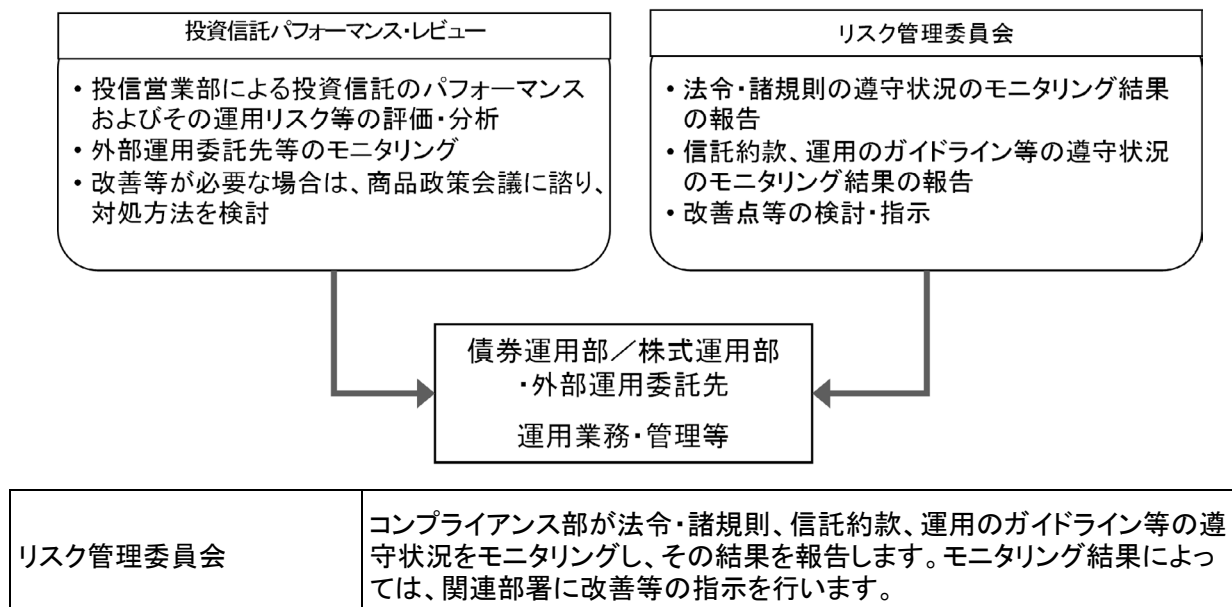 投資信託パフォーマンス・レビュー
・投信営業部による投資信託のパフォーマンス
およびその運用リスク等の評価・分析
・外部運用委託先等のモニタリング
・改善等が必要な場合は、商品政策会議に諮り、
対処方法を検討
リスク管理委員会
・法令・諸規則の遵守状況のモニタリング結果
の報告
・信託約款、運用のガイドライン等の遵守状況
のモニタリング結果の報告
・改善点等の検討・指示
債券運用部／株式運用部
・外部運用委託先
運用業務・管理等
リスク管理委員会
コンプライアンス部が法令・諸規則、信託約款、運用のガイドライン等の遵
守状況をモニタリングし、その結果を報告します。モニタリング結果によっ
ては、関連部署に改善等の指示を行います。